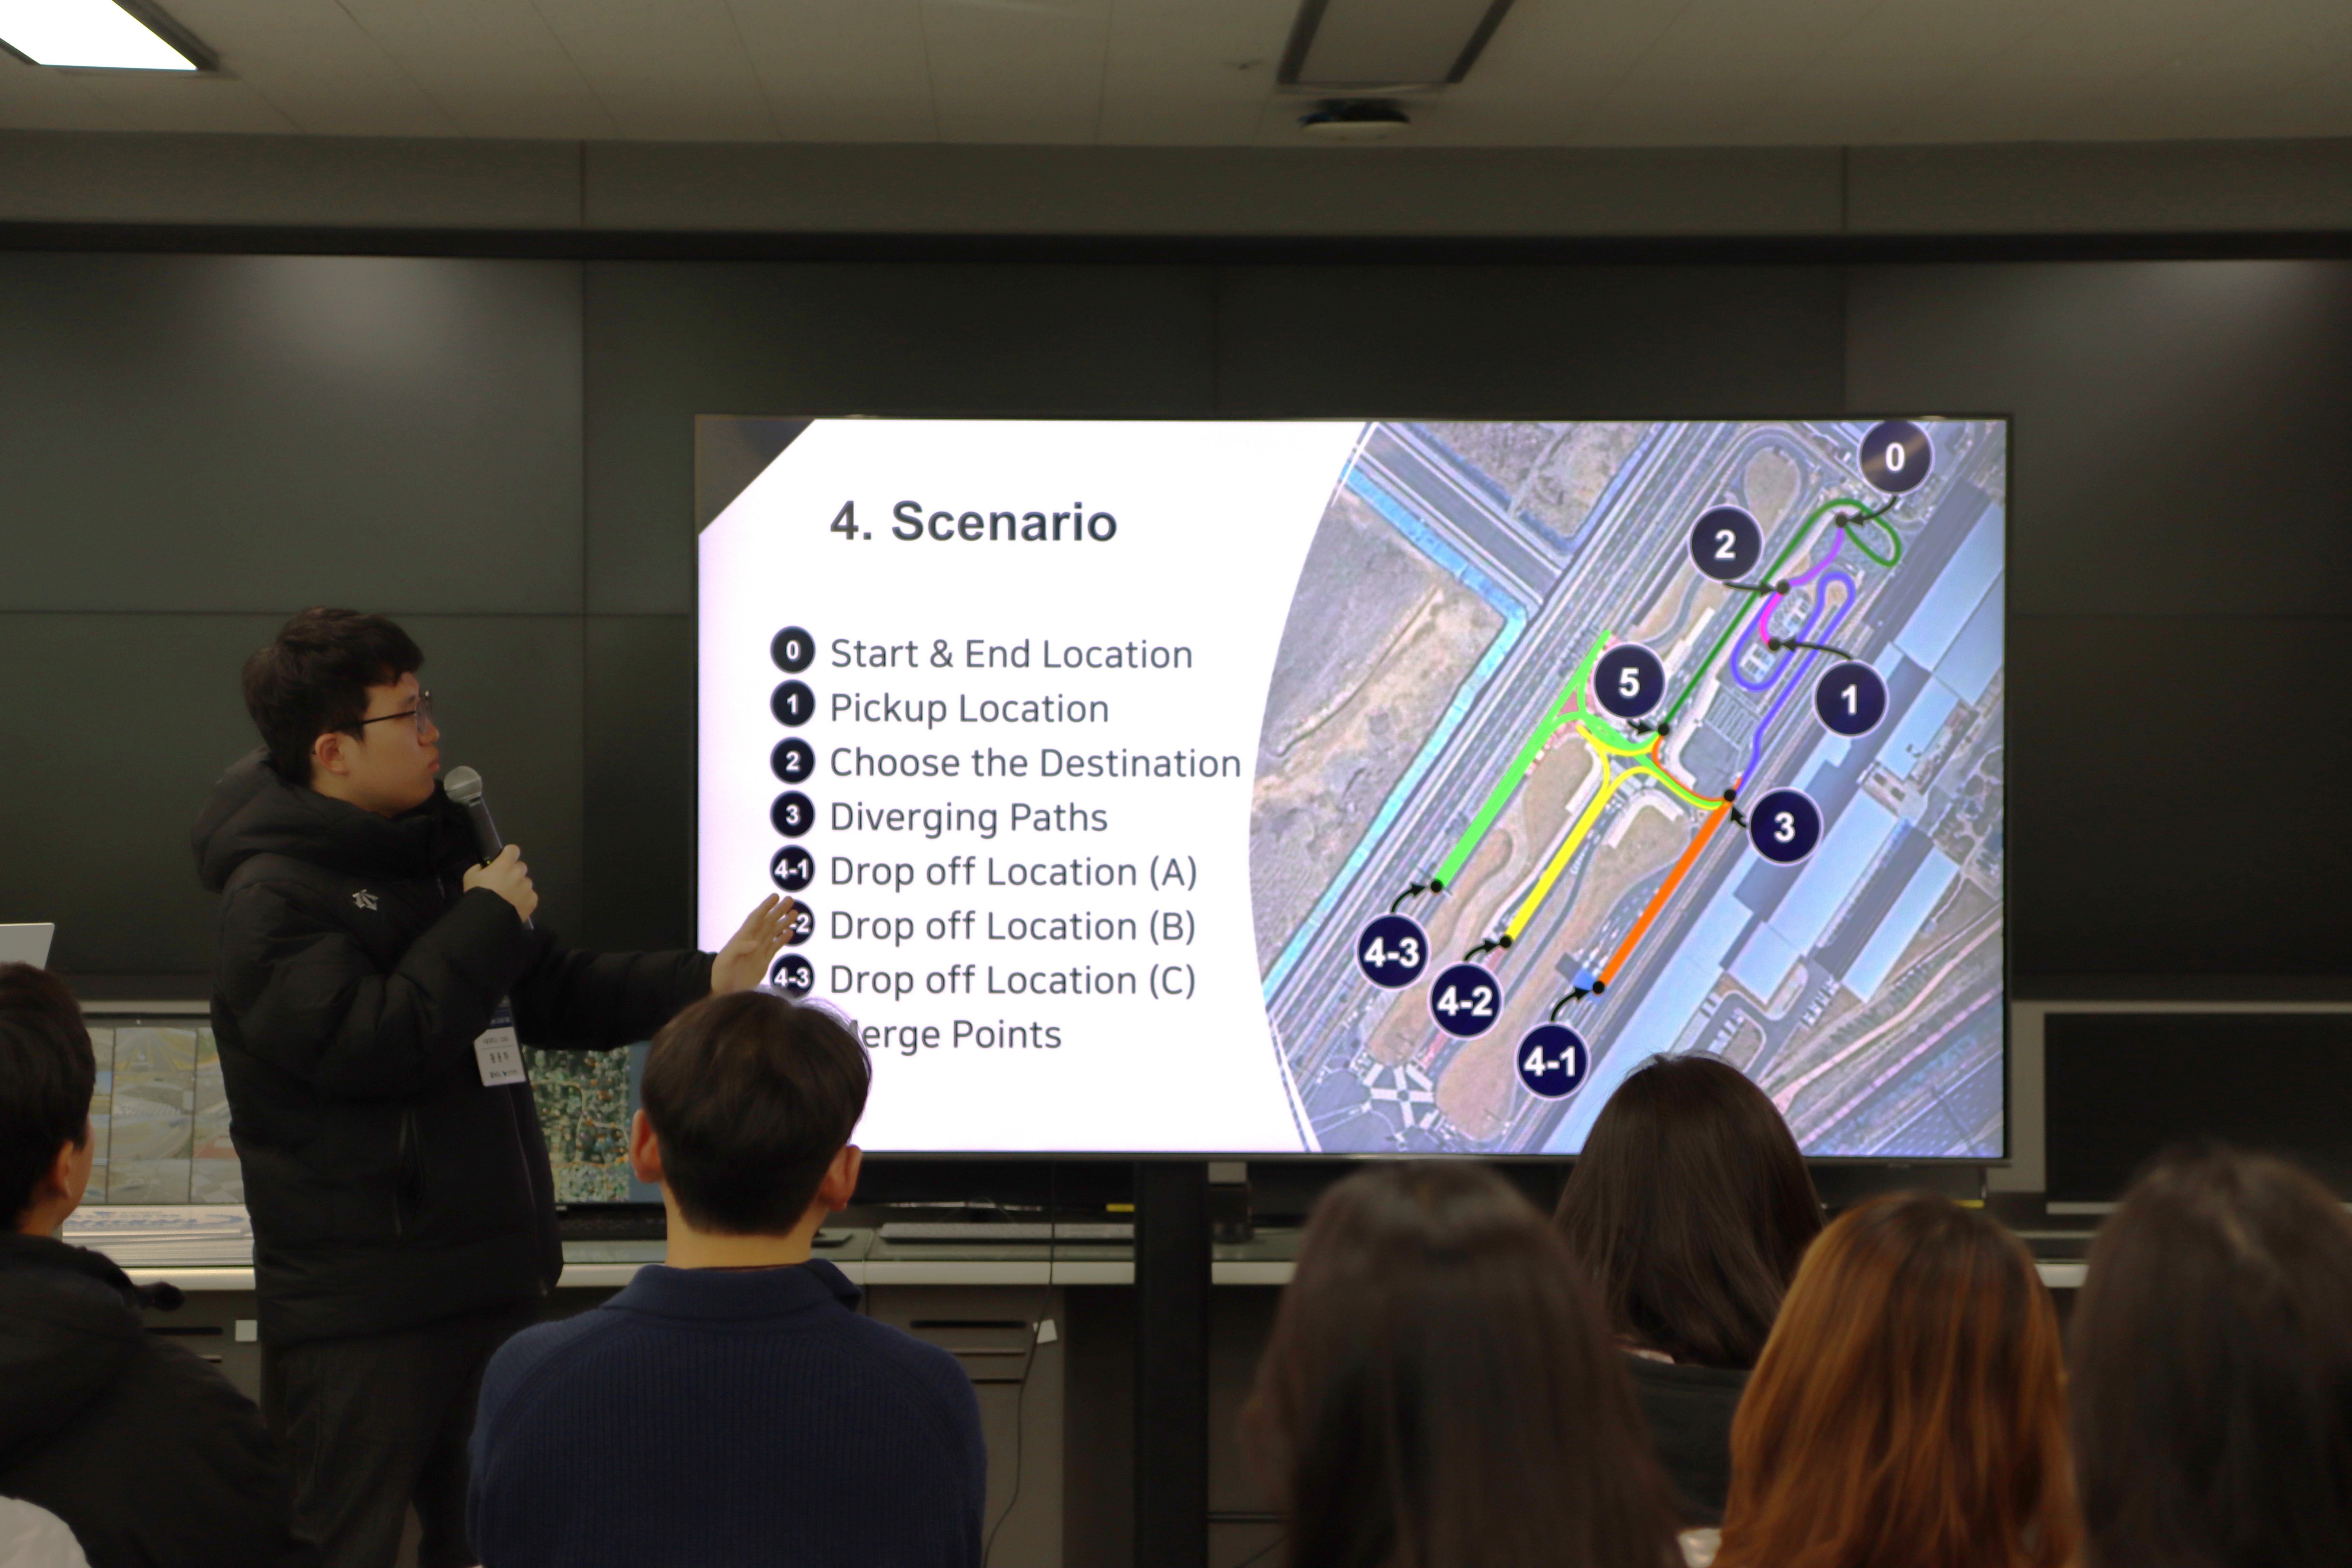 4. Scenario
0 Start & End Location
1 Pickup Location
2 Choose the Destination
3 Diverging Paths
4-1 Drop off Location (A)
-2 Drop off Location (B)
4-3 Drop off Location (C)
erge Points
0
2
5
1
3
4-3
4-2
4-1